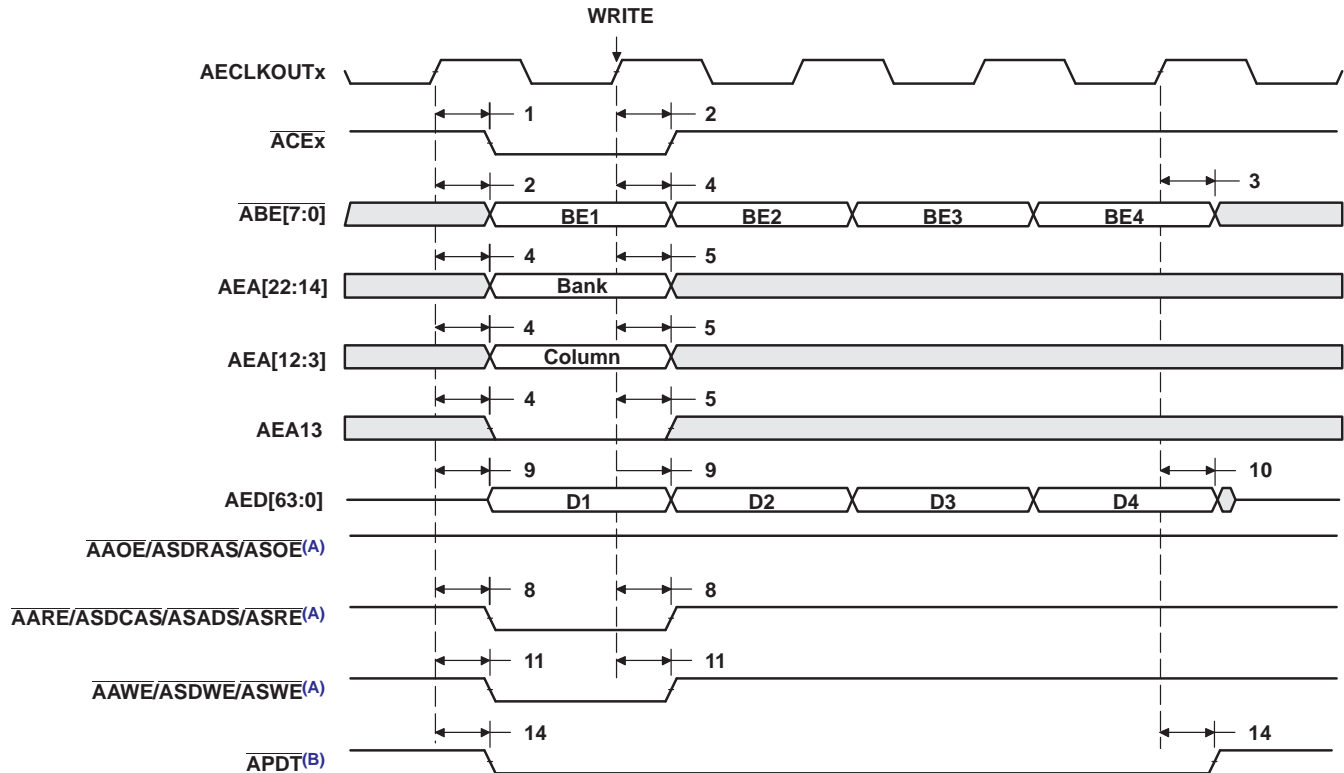 WRITE
AECLKOUTx
1 2
ACEx
2 4 3
ABE[7:0]
BE1 BE2 BE3 BE4
4 5
AEA[22:14]
Bank
4 5
AEA[12:3]
Column
4 5
AEA13
9 9 10
AED[63:0]
D1 D2 D3 D4
AAOE/ASDRAS/ASOE(A)
8 8
AARE/ASDCAS/ASADS/ASRE(A)
11 11
AAWE/ASDWE/ASWE(A)
14 14
APDT(B)